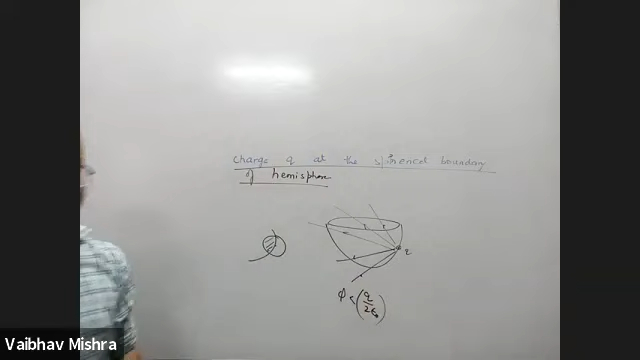 Charge q at the spherical boundary
of hemisphere
q
φ < (q/2ε₀)
Vaibhav Mishra